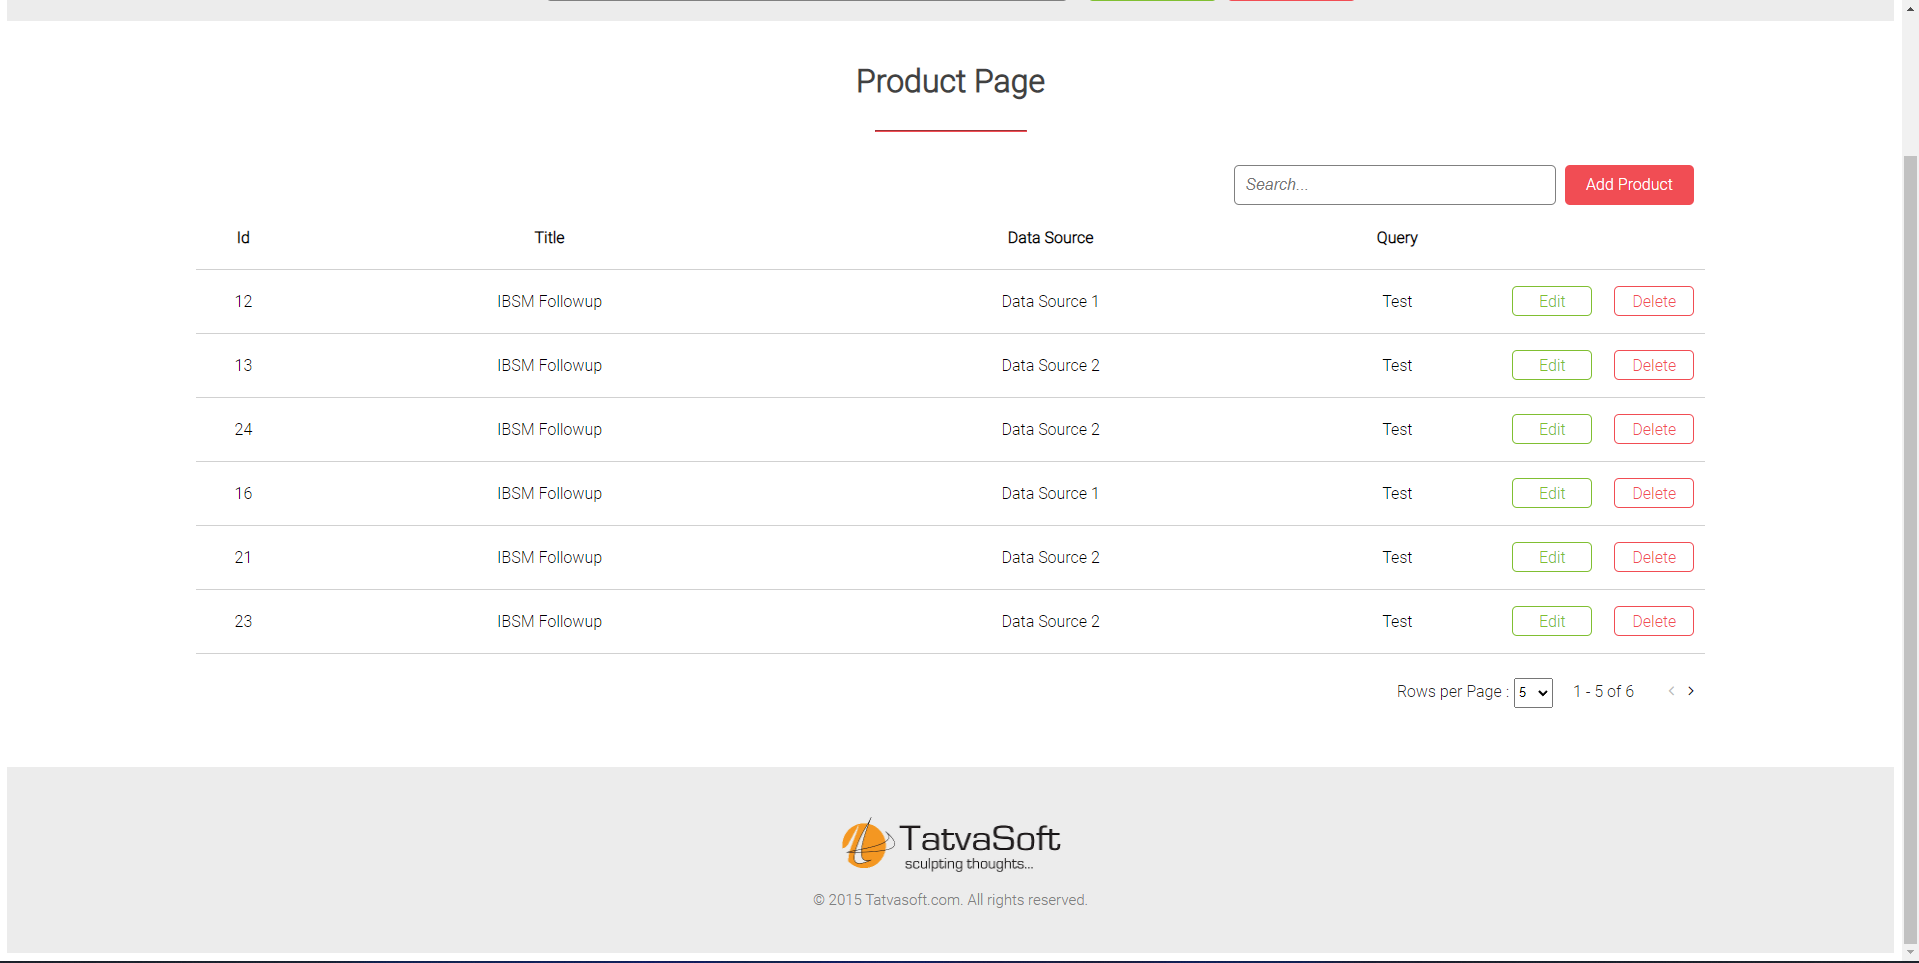 Product Page
Search...
Add Product
Id Title Data Source Query
12 IBSM Followup Data Source 1 Test Edit Delete
13 IBSM Followup Data Source 2 Test Edit Delete
24 IBSM Followup Data Source 2 Test Edit Delete
16 IBSM Followup Data Source 1 Test Edit Delete
21 IBSM Followup Data Source 2 Test Edit Delete
23 IBSM Followup Data Source 2 Test Edit Delete
Rows per Page : 5 1 - 5 of 6 < >
TatvaSoft
sculpting thoughts...
© 2015 Tatvasoft.com. All rights reserved.